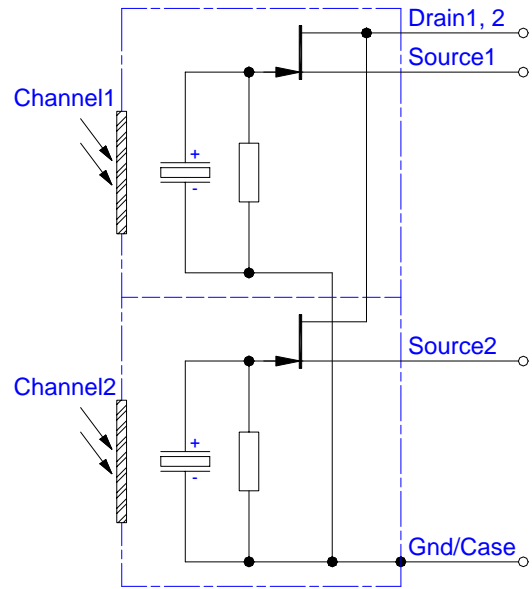 Drain1, 2
Source1
Channel1
+
-
Source2
Channel2
+
-
Gnd/Case